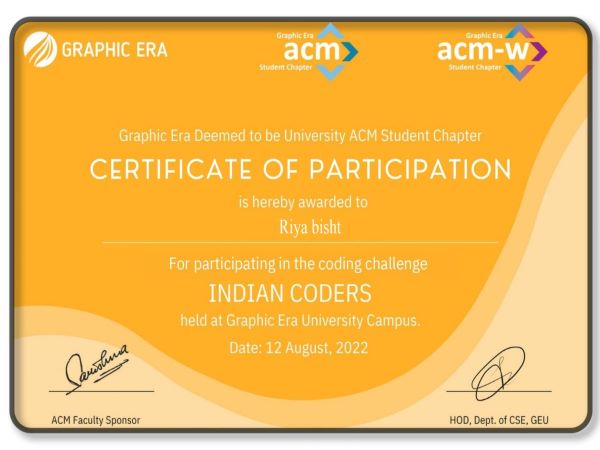 GRAPHIC ERA
Graphic Era
acm
Student Chapter
Graphic Era
acm-w
Student Chapter
Graphic Era Deemed to be University ACM Student Chapter
CERTIFICATE OF PARTICIPATION
is hereby awarded to
Riya bisht
For participating in the coding challenge
INDIAN CODERS
held at Graphic Era University Campus.
Date: 12 August, 2022
ACM Faculty Sponsor
HOD, Dept. of CSE, GEU